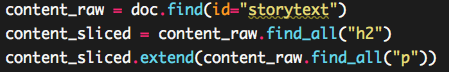 content_raw = doc.find(id="storytext")
content_sliced = content_raw.find_all("h2")
content_sliced.extend(content_raw.find_all("p"))